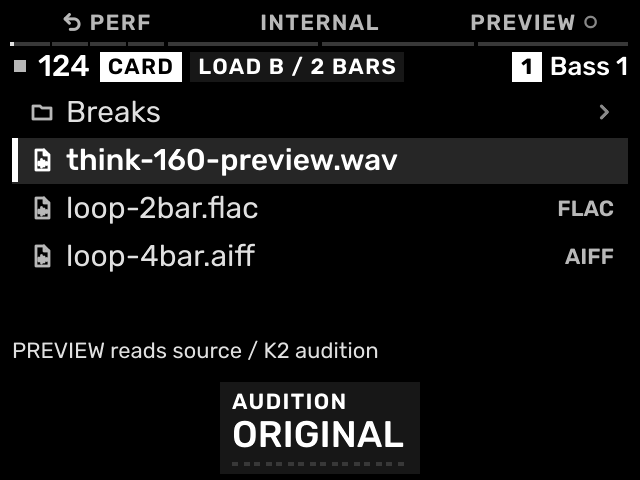 PERF INTERNAL PREVIEW
124 CARD LOAD B / 2 BARS 1 Bass 1
Breaks
think-160-preview.wav
loop-2bar.flac FLAC
loop-4bar.aiff AIFF
PREVIEW reads source / K2 audition
AUDITION
ORIGINAL